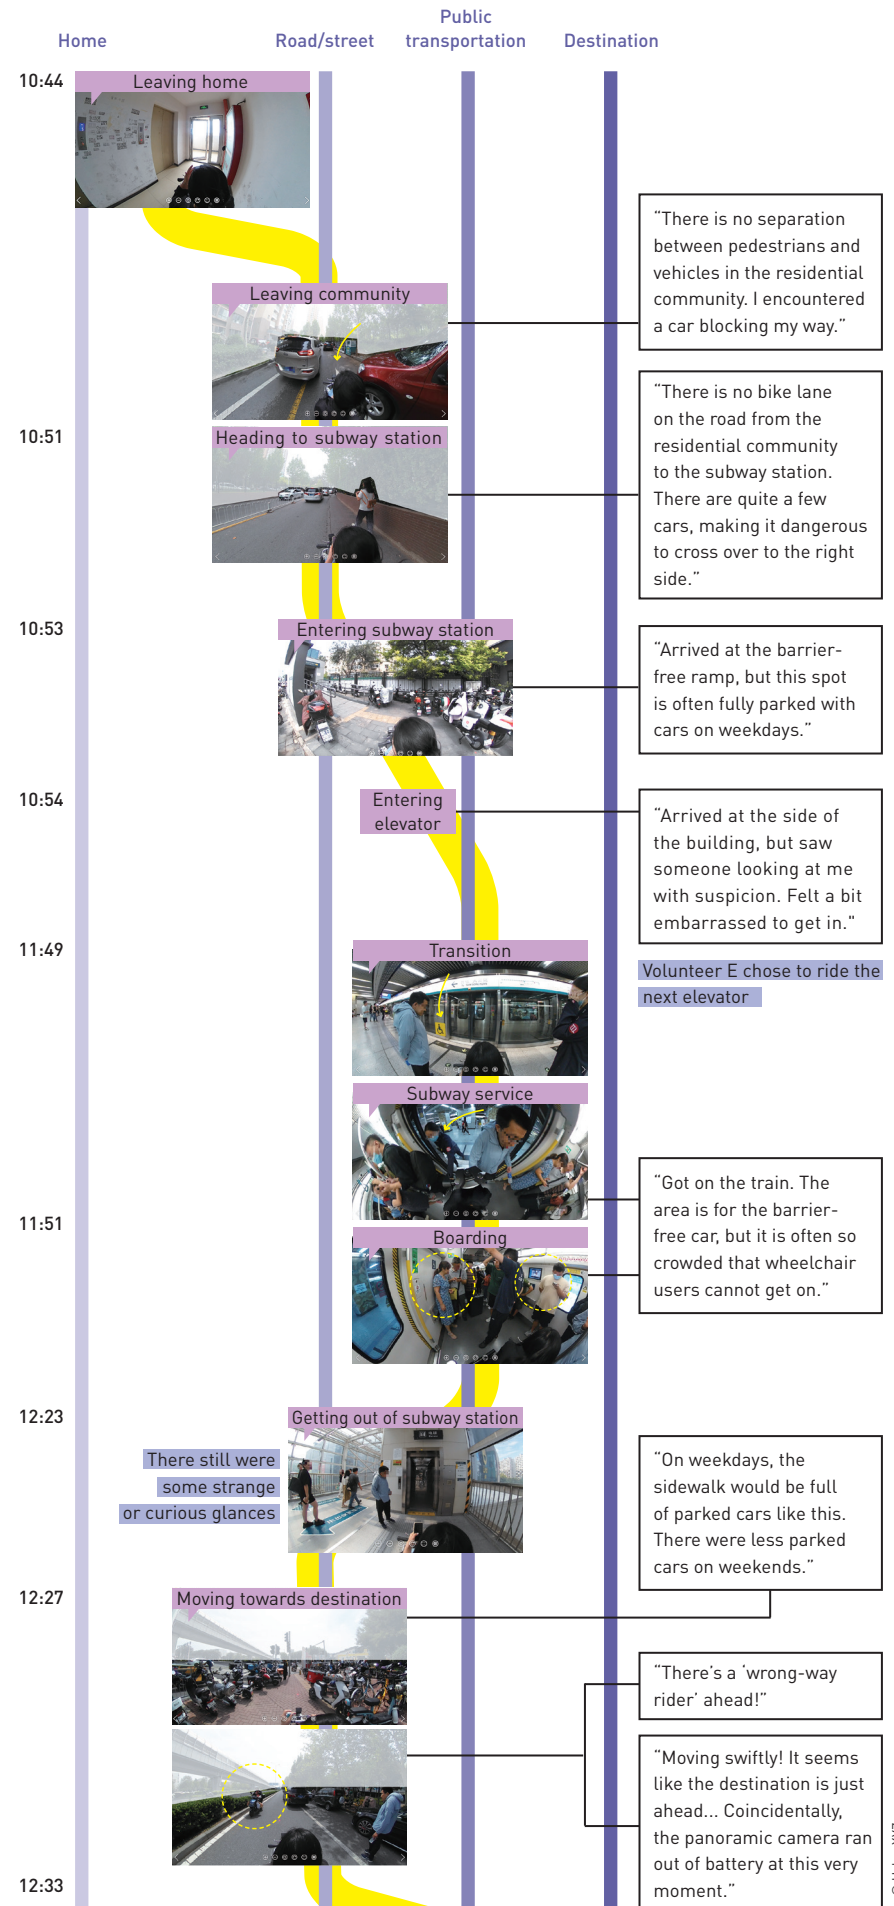 Home
Road/street
Public
transportation
Destination
10:44
Leaving home
“There is no separation
between pedestrians and
vehicles in the residential
community. I encountered
a car blocking my way.”
Leaving community
“There is no bike lane
on the road from the
residential community
to the subway station.
There are quite a few
cars, making it dangerous
to cross over to the right
side.”
10:51
Heading to subway station
10:53
Entering subway station
“Arrived at the barrier-
free ramp, but this spot
is often fully parked with
cars on weekdays.”
10:54
Entering
elevator
“Arrived at the side of
the building, but saw
someone looking at me
with suspicion. Felt a bit
embarrassed to get in."
11:49
Transition
Volunteer E chose to ride the
next elevator
Subway service
“Got on the train. The
area is for the barrier-
free car, but it is often so
crowded that wheelchair
users cannot get on.”
11:51
Boarding
12:23
Getting out of subway station
There still were
some strange
or curious glances
“On weekdays, the
sidewalk would be full
of parked cars like this.
There were less parked
cars on weekends.”
12:27
Moving towards destination
“There’s a ‘wrong-way
rider’ ahead!”
“Moving swiftly! It seems
like the destination is just
ahead... Coincidentally,
the panoramic camera ran
out of battery at this very
moment.”
12:33